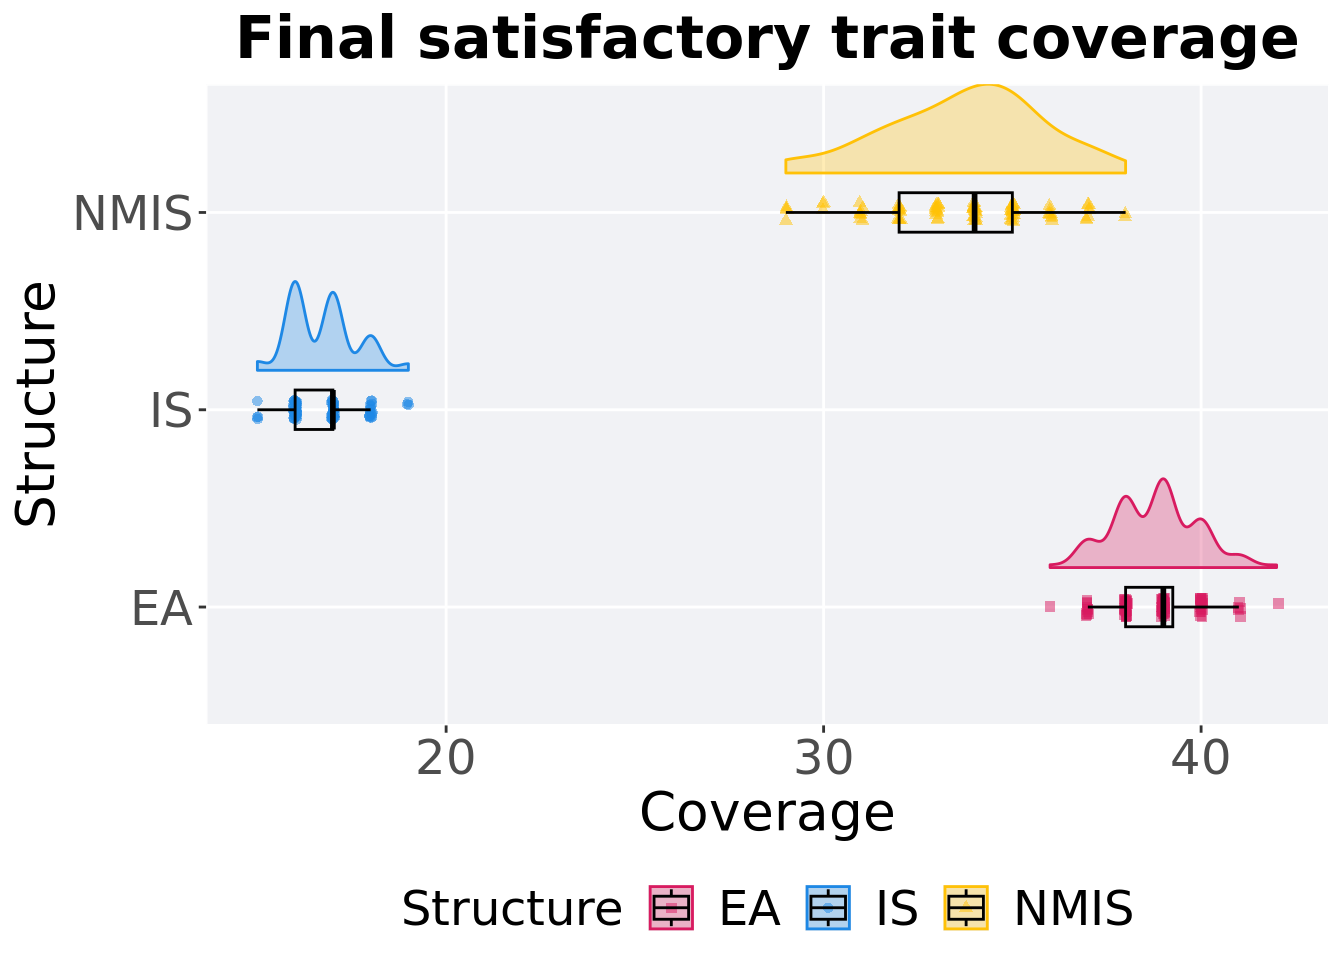 Final satisfactory trait coverage
Structure
NMIS
IS
EA
20 30 40
Coverage
Structure EA IS NMIS